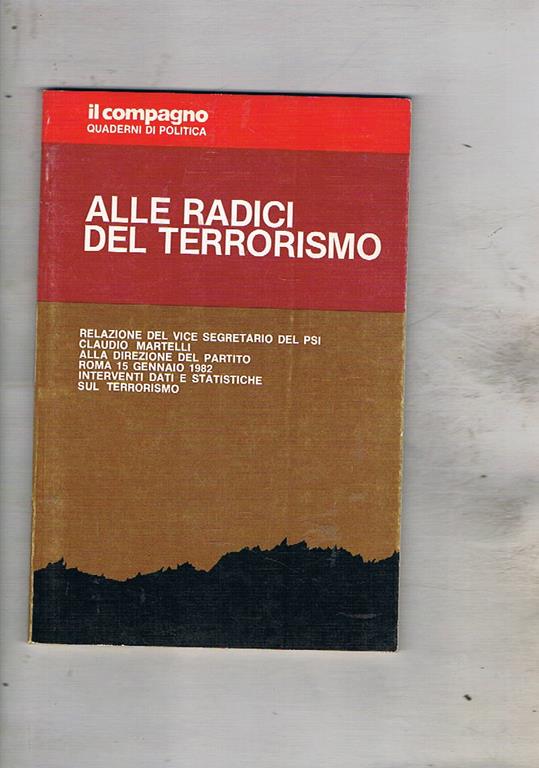 il compagno
QUADERNI DI POLITICA
ALLE RADICI
DEL TERRORISMO
RELAZIONE DEL VICE SEGRETARIO DEL PSI
CLAUDIO MARTELLI
ALLA DIREZIONE DEL PARTITO
ROMA 15 GENNAIO 1982
INTERVENTI DATI E STATISTICHE
SUL TERRORISMO